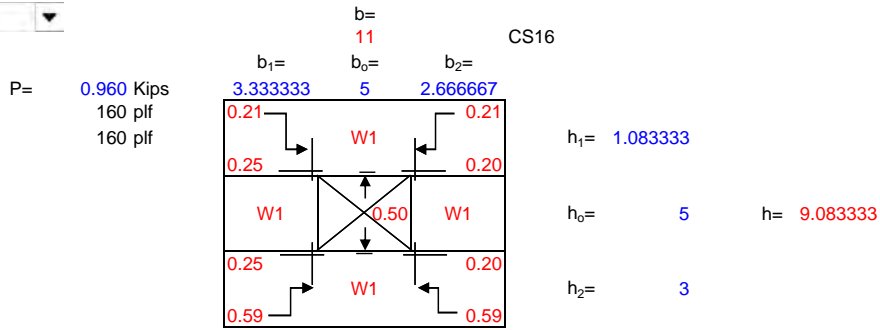 b=
11 CS16
b₁= bₒ= b₂=
P= 0.960 Kips 3.333333 5 2.666667
160 plf 0.21 0.21
160 plf W1 h₁= 1.083333
0.25 0.20
W1 0.50 W1 hₒ= 5 h= 9.083333
0.25 0.20
W1 h₂= 3
0.59 0.59